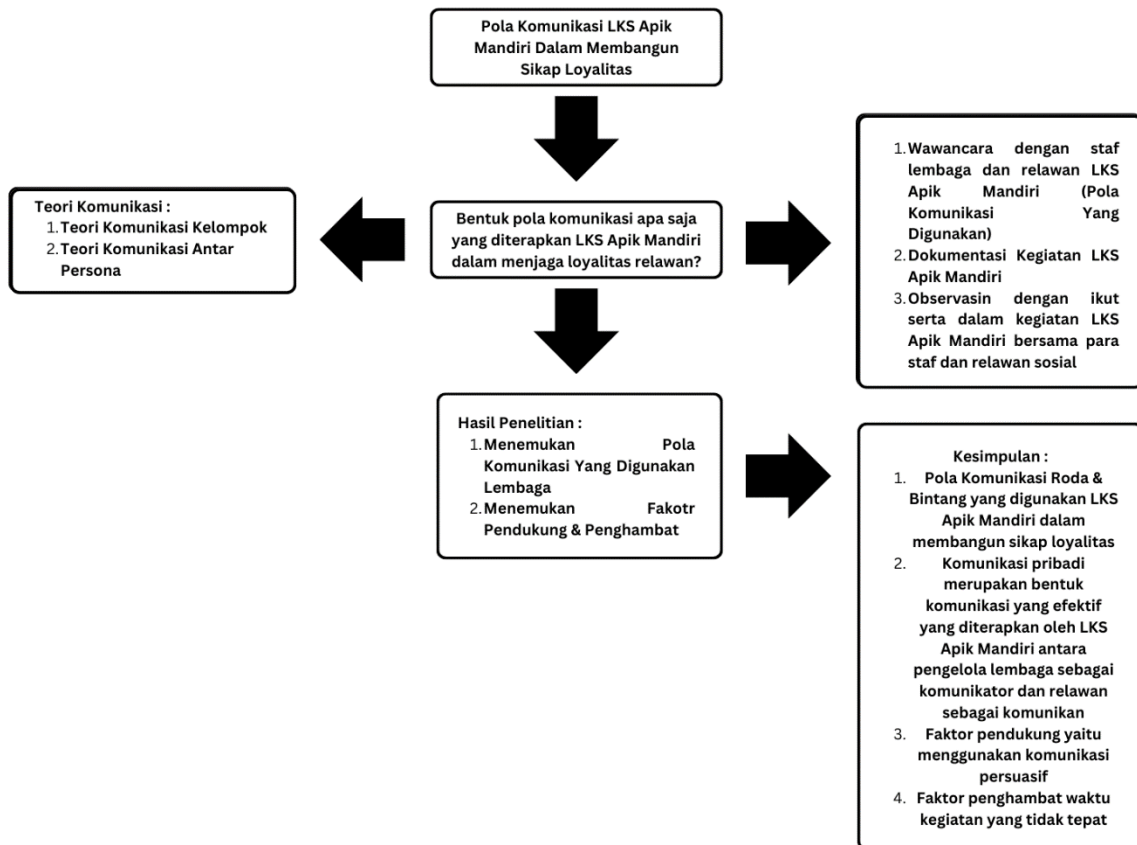 Pola Komunikasi LKS Apik
Mandiri Dalam Membangun
Sikap Loyalitas
Teori Komunikasi :
1. Teori Komunikasi Kelompok
2. Teori Komunikasi Antar
Persona
Bentuk pola komunikasi apa saja
yang diterapkan LKS Apik Mandiri
dalam menjaga loyalitas relawan?
1. Wawancara dengan staf
lembaga dan relawan LKS
Apik Mandiri (Pola
Komunikasi Yang
Digunakan)
2. Dokumentasi Kegiatan LKS
Apik Mandiri
3. Observasin dengan ikut
serta dalam kegiatan LKS
Apik Mandiri bersama para
staf dan relawan sosial
Hasil Penelitian :
1. Menemukan Pola
Komunikasi Yang Digunakan
Lembaga
2. Menemukan Fakotr
Pendukung & Penghambat
Kesimpulan :
1. Pola Komunikasi Roda &
Bintang yang digunakan LKS
Apik Mandiri dalam
membangun sikap loyalitas
2. Komunikasi pribadi
merupakan bentuk
komunikasi yang efektif
yang diterapkan oleh LKS
Apik Mandiri antara
pengelola lembaga sebagai
komunikator dan relawan
sebagai komunikan
3. Faktor pendukung yaitu
menggunakan komunikasi
persuasif
4. Faktor penghambat waktu
kegiatan yang tidak tepat